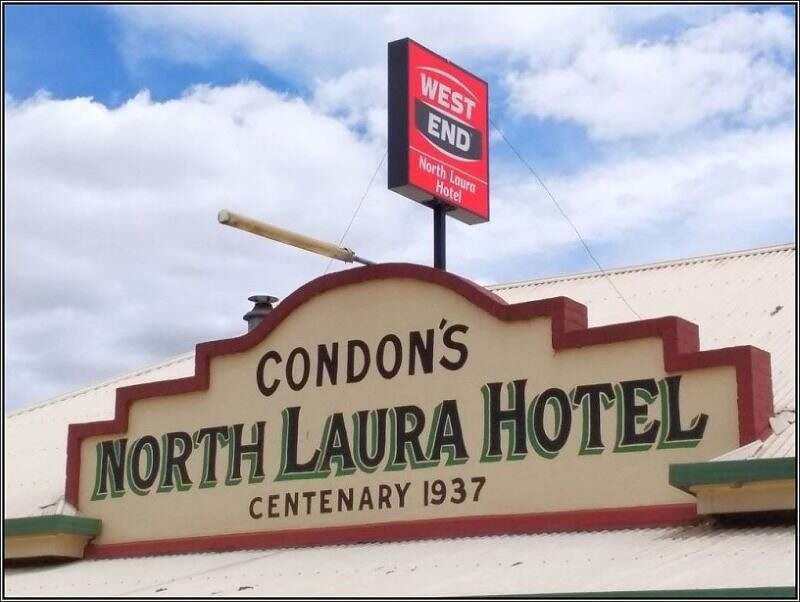 WEST
END
North Laura
Hotel
CONDON'S
NORTH LAURA HOTEL
CENTENARY 1937